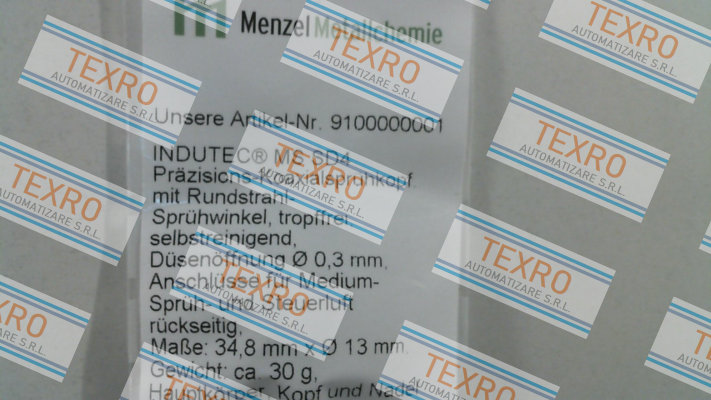 Menzel Metallchemie
Unsere Artikel-Nr. 9100000001
INDUTEC® MS SD4
Präzisions-Koaxialsprühkopf
mit Rundstrahl-
Sprühwinkel, tropffrei
selbstreinigend,
Düsenöffnung Ø 0,3 mm,
Anschlüsse für Medium-
Sprüh- und Steuerluft
rückseitig,
Maße: 34,8 mm x Ø 13 mm,
Gewicht: ca. 30 g,
Hauptkörper, Kopf und Nadel
TEXRO
AUTOMATIZARE S.R.L.